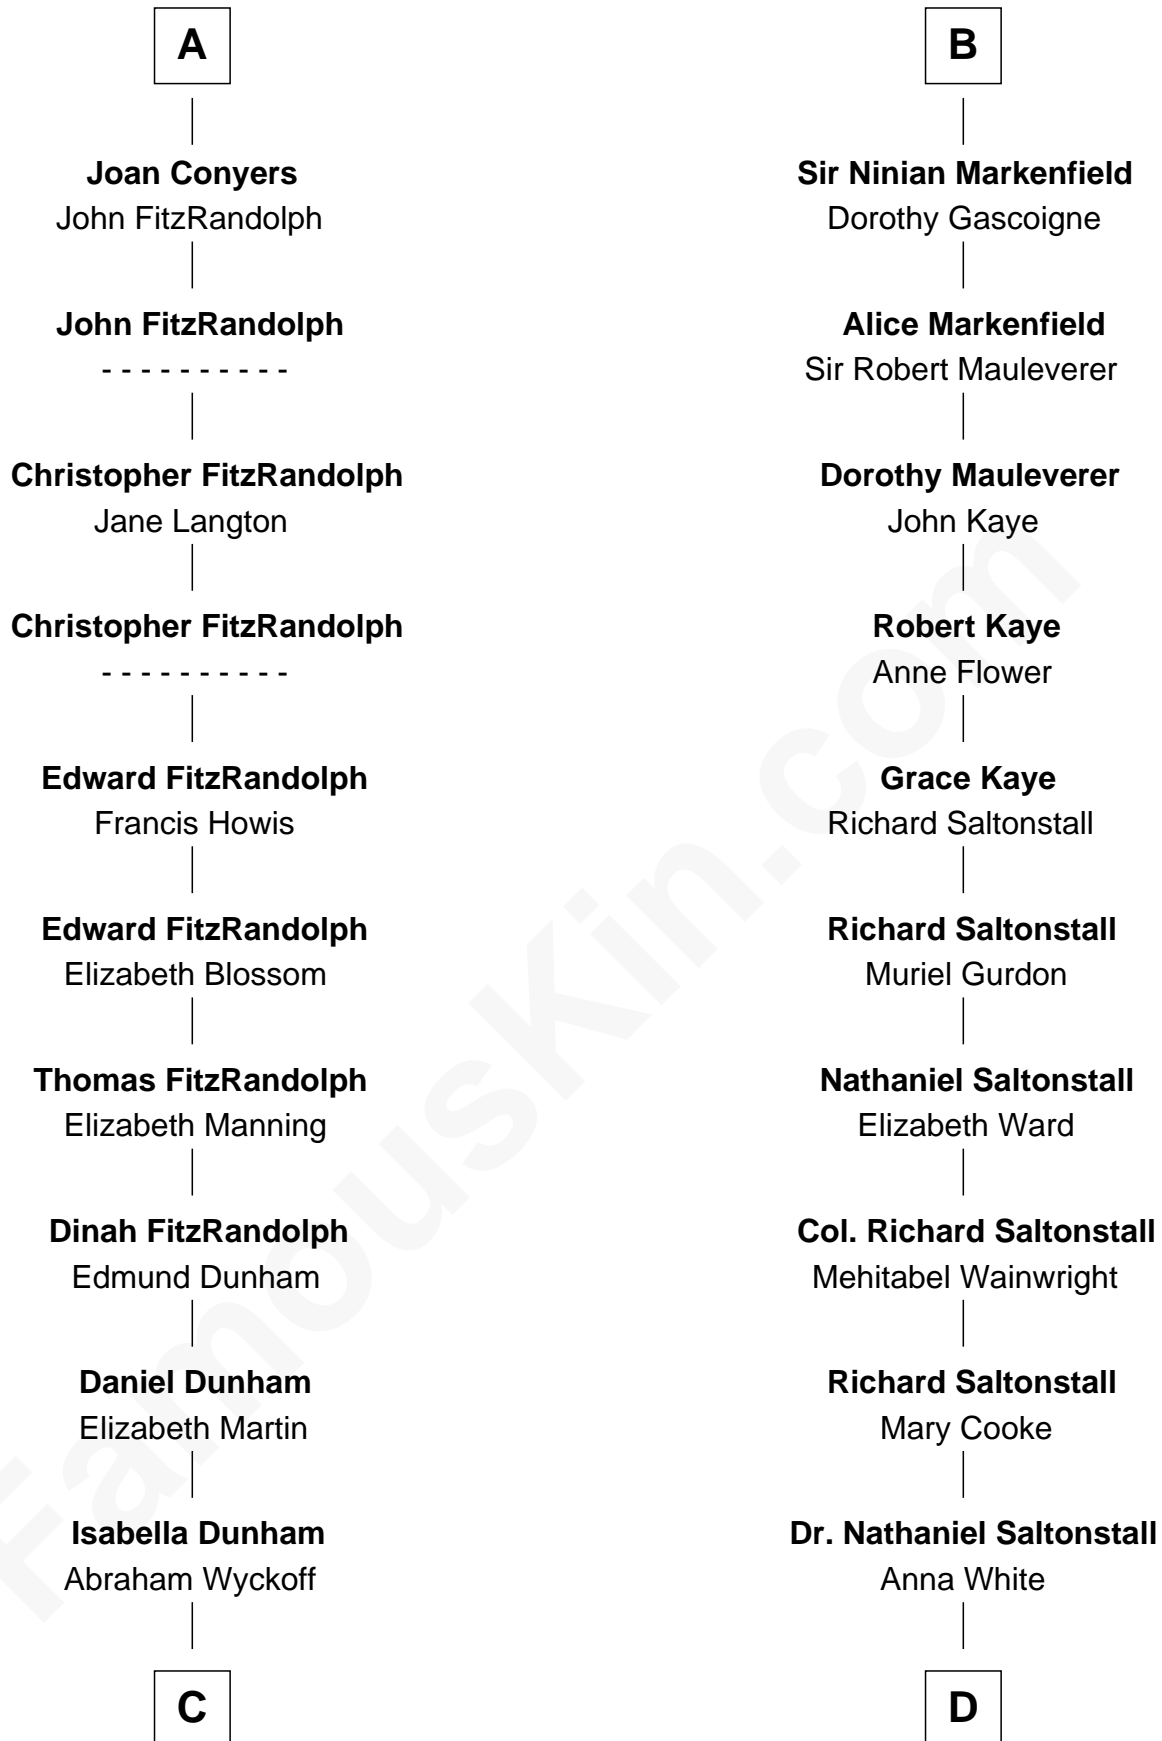 A
Joan Conyers
John FitzRandolph
John FitzRandolph
- - - - - - - - - -
Christopher FitzRandolph
Jane Langton
Christopher FitzRandolph
- - - - - - - - - -
Edward FitzRandolph
Francis Howis
Edward FitzRandolph
Elizabeth Blossom
Thomas FitzRandolph
Elizabeth Manning
Dinah FitzRandolph
Edmund Dunham
Daniel Dunham
Elizabeth Martin
Isabella Dunham
Abraham Wyckoff
C
B
Sir Ninian Markenfield
Dorothy Gascoigne
Alice Markenfield
Sir Robert Mauleverer
Dorothy Mauleverer
John Kaye
Robert Kaye
Anne Flower
Grace Kaye
Richard Saltonstall
Richard Saltonstall
Muriel Gurdon
Nathaniel Saltonstall
Elizabeth Ward
Col. Richard Saltonstall
Mehitabel Wainwright
Richard Saltonstall
Mary Cooke
Dr. Nathaniel Saltonstall
Anna White
D
FamousKin.com